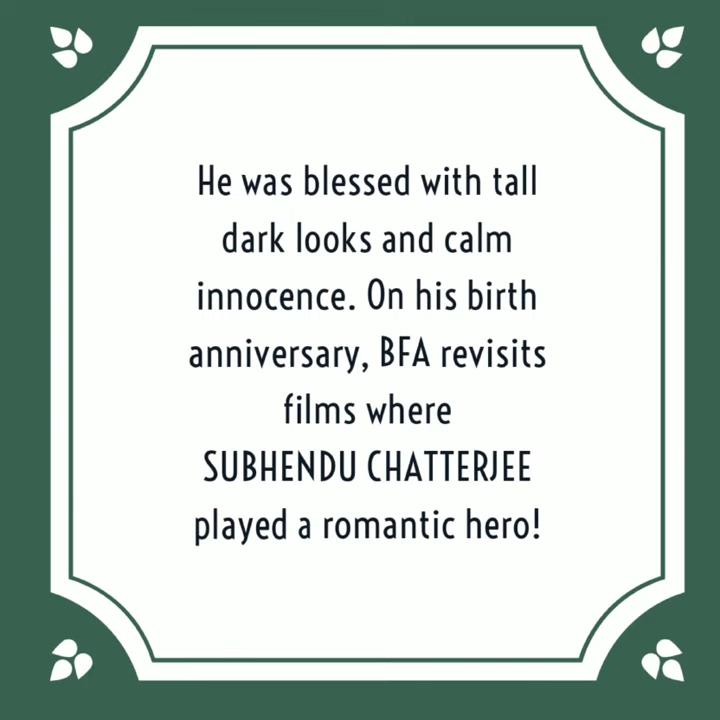 He was blessed with tall
dark looks and calm
innocence. On his birth
anniversary, BFA revisits
films where
SUBHENDU CHATTERJEE
played a romantic hero!